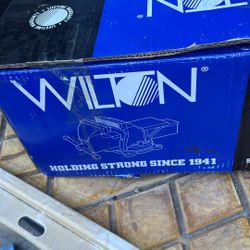 WILTON®
HOLDING STRONG SINCE 1941